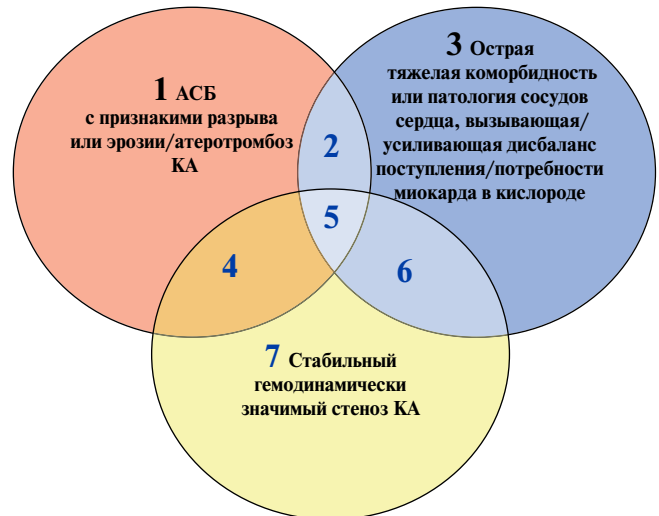 1 АСБ
с признаками разрыва
или эрозии/атеротромбоз
КА
3 Острая
тяжелая коморбидность
или патология сосудов
сердца, вызывающая/
усиливающая дисбаланс
поступления/потребности
миокарда в кислороде
2
5
4
6
7 Стабильный
гемодинамически
значимый стеноз КА